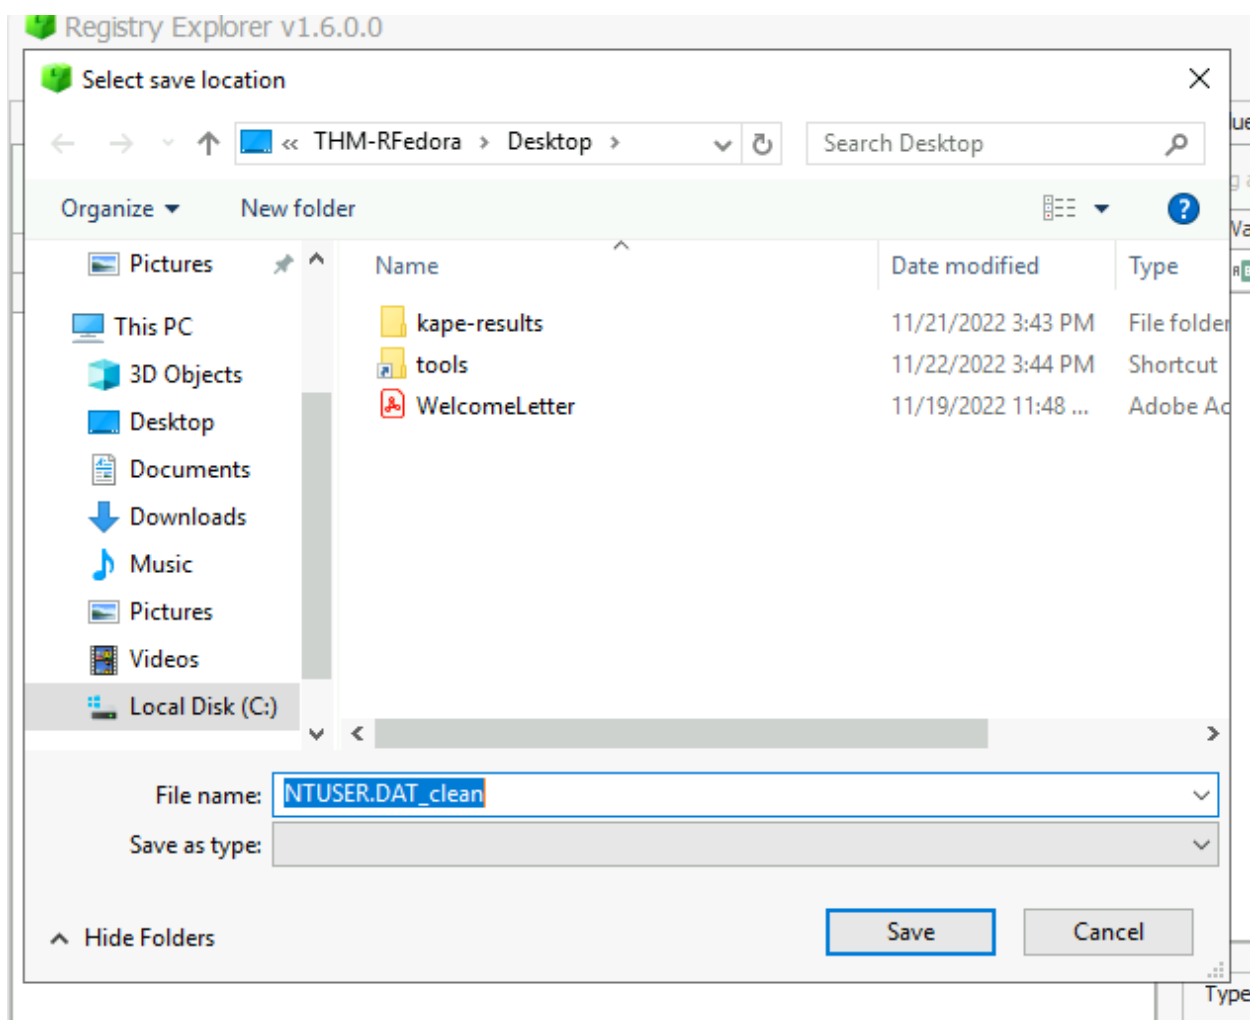 Registry Explorer v1.6.0.0
Select save location
« THM-RFedora > Desktop >
Search Desktop
Organize
New folder
Pictures
Name
Date modified
Type
This PC
kape-results
11/21/2022 3:43 PM
File folder
3D Objects
tools
11/22/2022 3:44 PM
Shortcut
Desktop
WelcomeLetter
11/19/2022 11:48 ...
Adobe Ac
Documents
Downloads
Music
Pictures
Videos
Local Disk (C:)
File name:
NTUSER.DAT_clean
Save as type:
Hide Folders
Save
Cancel
Type